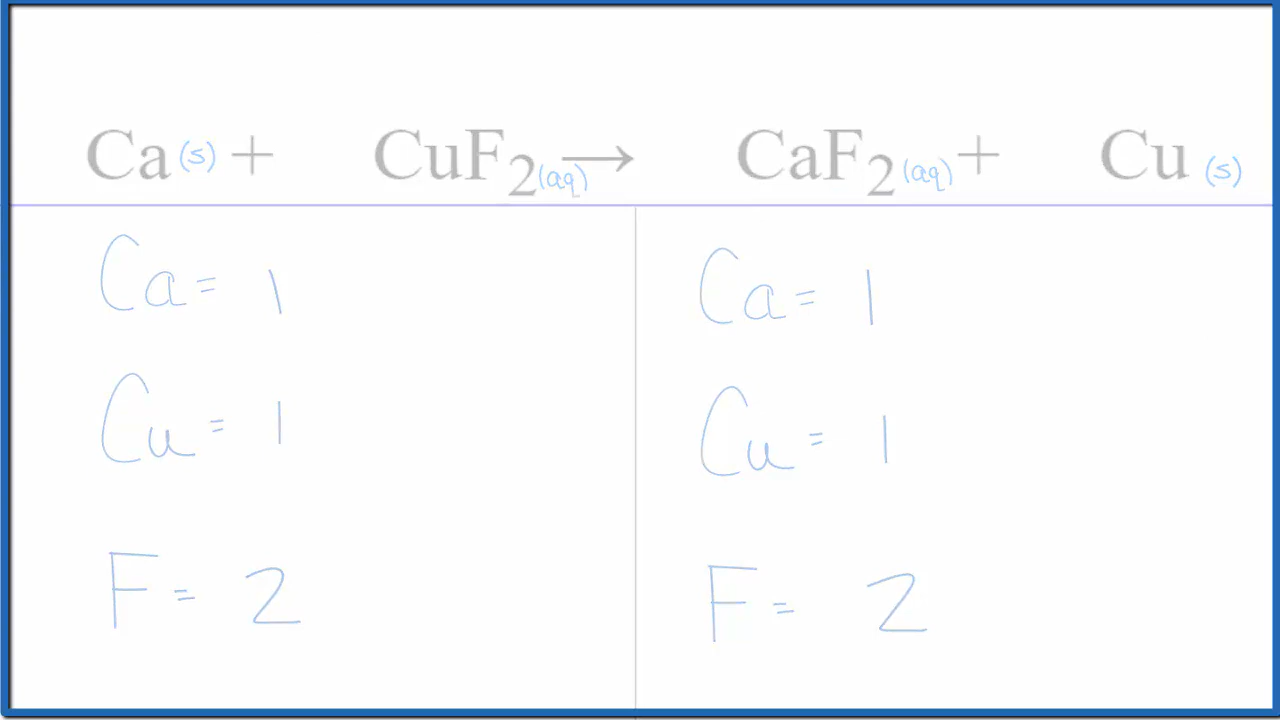 Ca(s) + CuF2(aq) → CaF2(aq) + Cu(s)
Ca = 1
Cu = 1
F = 2
Ca = 1
Cu = 1
F = 2